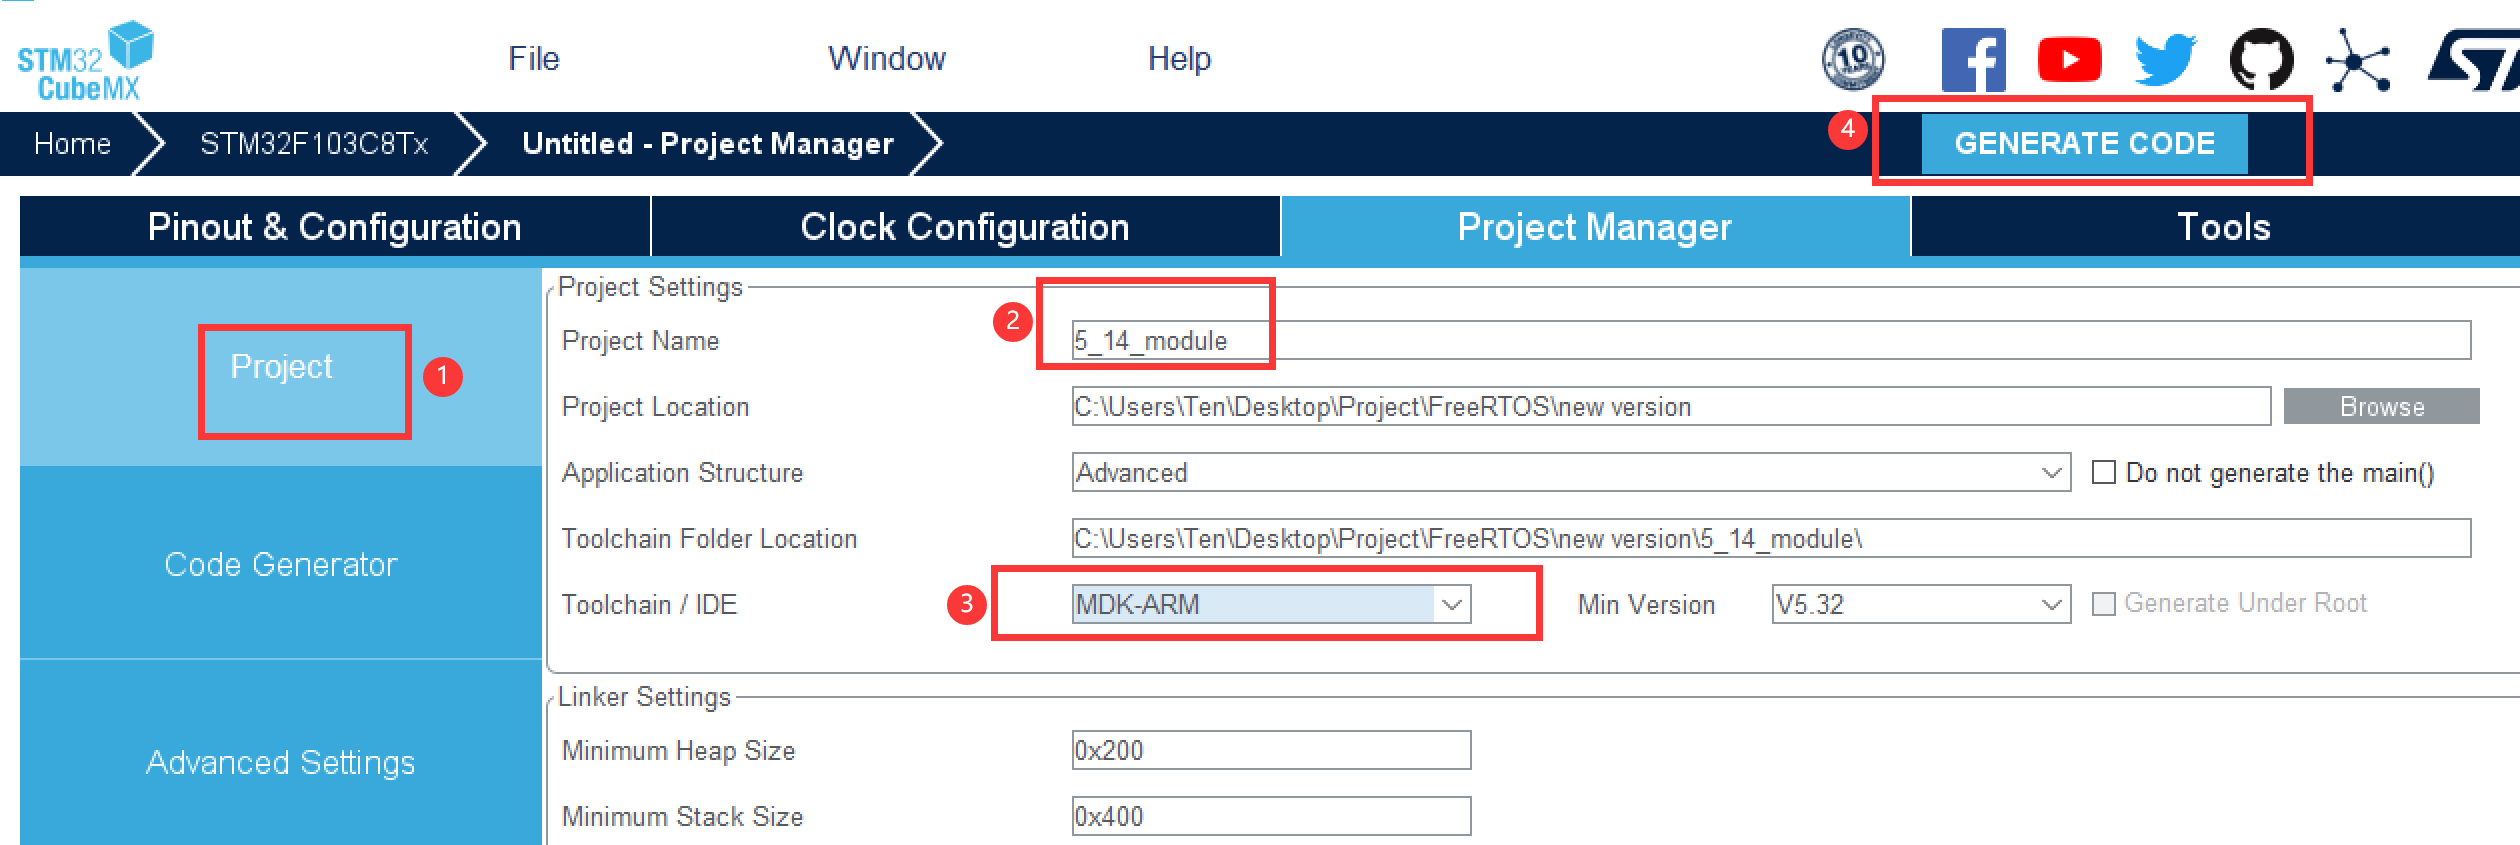 STM32
CubeMX
File
Window
Help
10
YEARS
Home
STM32F103C8Tx
Untitled - Project Manager
4
GENERATE CODE
Pinout & Configuration
Clock Configuration
Project Manager
Tools
Project
1
Code Generator
Advanced Settings
Project Settings
Project Name
2
5_14_module
Project Location
C:\Users\Ten\Desktop\Project\FreeRTOS\new version
Browse
Application Structure
Advanced
Do not generate the main()
Toolchain Folder Location
C:\Users\Ten\Desktop\Project\FreeRTOS\new version\5_14_module\
Toolchain / IDE
3
MDK-ARM
Min Version
V5.32
Generate Under Root
Linker Settings
Minimum Heap Size
0x200
Minimum Stack Size
0x400